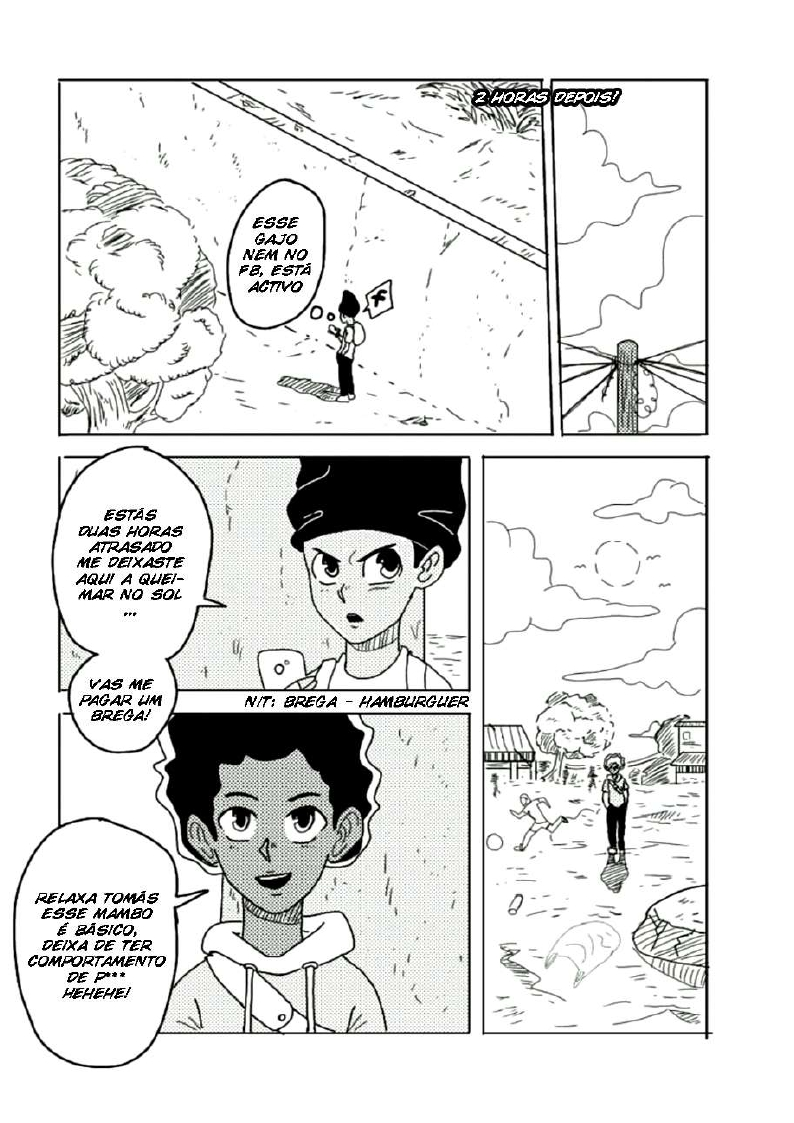 2 HORAS DEPOIS!
ESSE
GAJO
NEM NO
FB, ESTÁ
ACTIVO
f
ESTÁS
DUAS HORAS
ATRASADO
ME DEIXASTE
AQUI A QUEI-
MAR NO SOL
...
VAS ME
PAGAR UM
BREGA!
N/T: BREGA - HAMBURGUER
RELAXA TOMÁS
ESSE MAMBO
É BÁSICO,
DEIXA DE TER
COMPORTAMENTO
DE P***
HEHEHE!